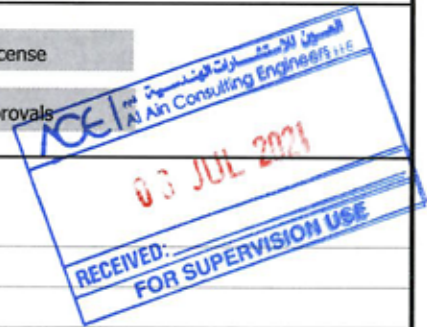 cense
العين للاستشارات الهندسية
ACE Al Ain Consulting Engineers LLC
rovals
03 JUL 2021
RECEIVED:
FOR SUPERVISION USE